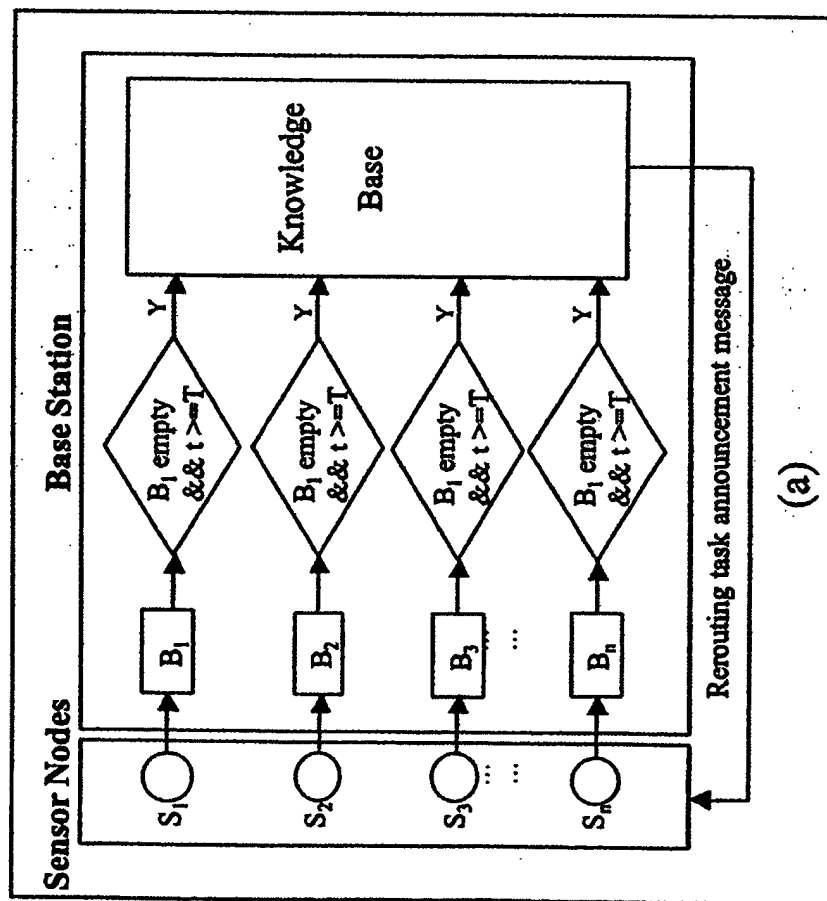 Sensor Nodes
Base Station
S1
B1
B1 empty
&& t >=T
Y
S2
B2
B1 empty
&& t >=T
Y
S3
B3
B1 empty
&& t >=T
Y
... ...
... ...
Sn
Bn
B1 empty
&& t >=T
Y
Knowledge
Base
Rerouting task announcement message
(a)